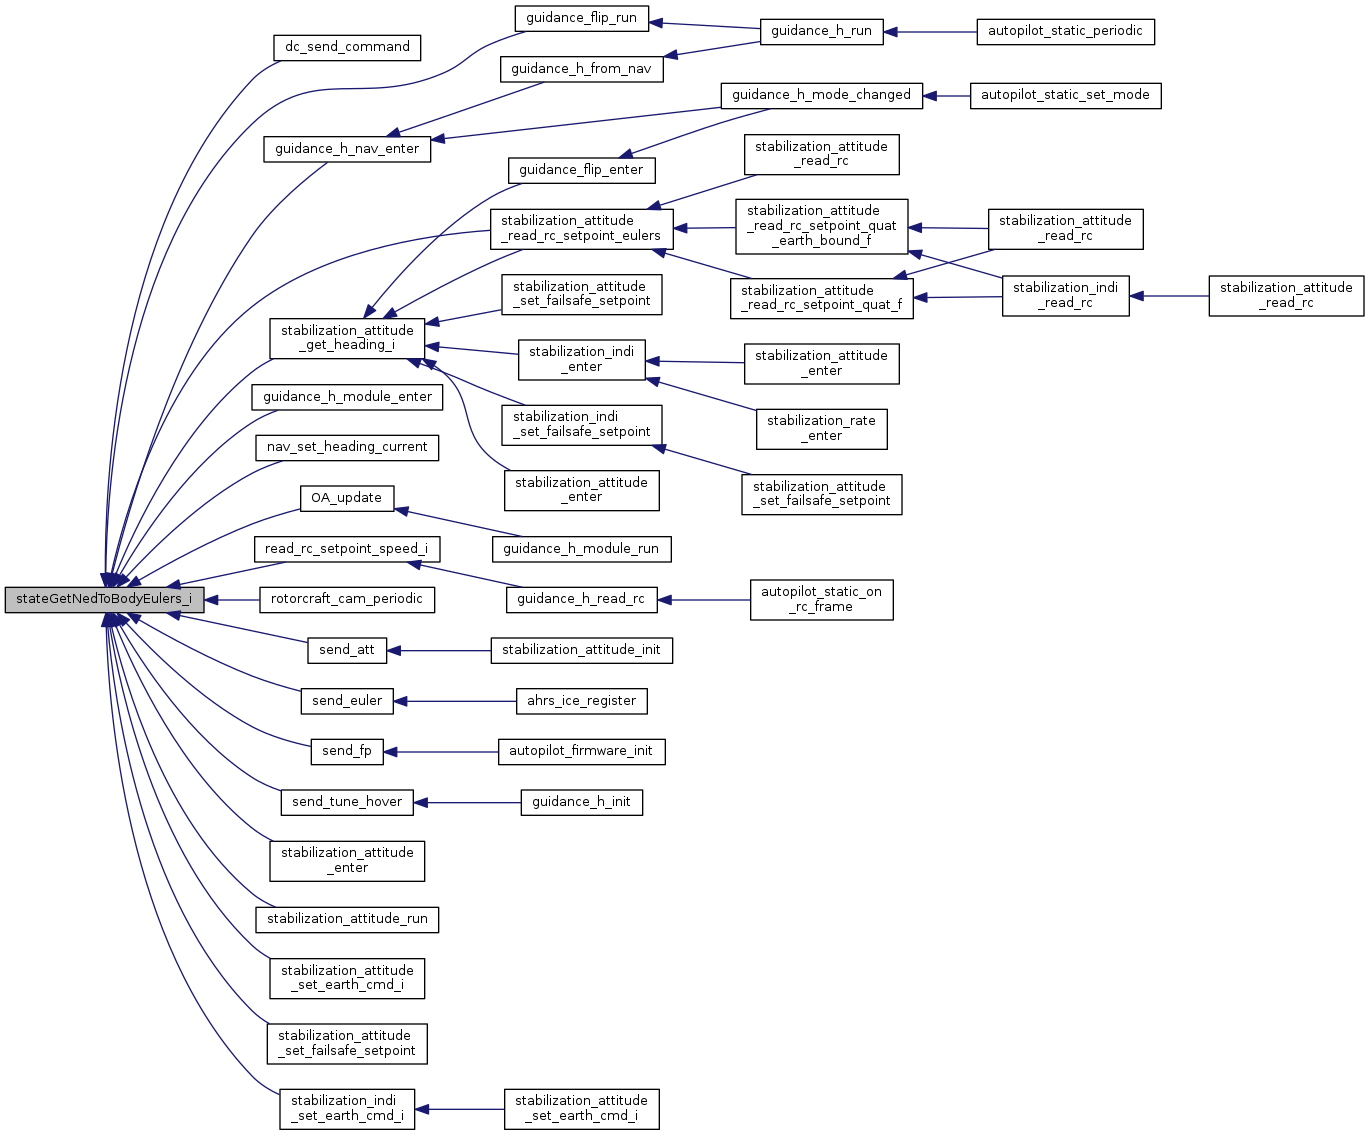 stateGetNedToBodyEulers_i
dc_send_command
guidance_flip_run
guidance_h_run
autopilot_static_periodic
guidance_h_from_nav
guidance_h_nav_enter
guidance_h_mode_changed
autopilot_static_set_mode
guidance_flip_enter
stabilization_attitude
_read_rc_setpoint_eulers
stabilization_attitude
_read_rc
stabilization_attitude
_read_rc_setpoint_quat
_earth_bound_f
stabilization_attitude
_read_rc
stabilization_attitude
_read_rc_setpoint_quat_f
stabilization_indi
_read_rc
stabilization_attitude
_read_rc
stabilization_attitude
_get_heading_i
stabilization_attitude
_set_failsafe_setpoint
stabilization_indi
_enter
stabilization_attitude
_enter
stabilization_rate
_enter
stabilization_indi
_set_failsafe_setpoint
stabilization_attitude
_set_failsafe_setpoint
stabilization_attitude
_enter
guidance_h_module_enter
nav_set_heading_current
OA_update
guidance_h_module_run
read_rc_setpoint_speed_i
guidance_h_read_rc
autopilot_static_on
_rc_frame
rotorcraft_cam_periodic
send_att
stabilization_attitude_init
send_euler
ahrs_ice_register
send_fp
autopilot_firmware_init
send_tune_hover
guidance_h_init
stabilization_attitude
_enter
stabilization_attitude_run
stabilization_attitude
_set_earth_cmd_i
stabilization_attitude
_set_failsafe_setpoint
stabilization_indi
_set_earth_cmd_i
stabilization_attitude
_set_earth_cmd_i